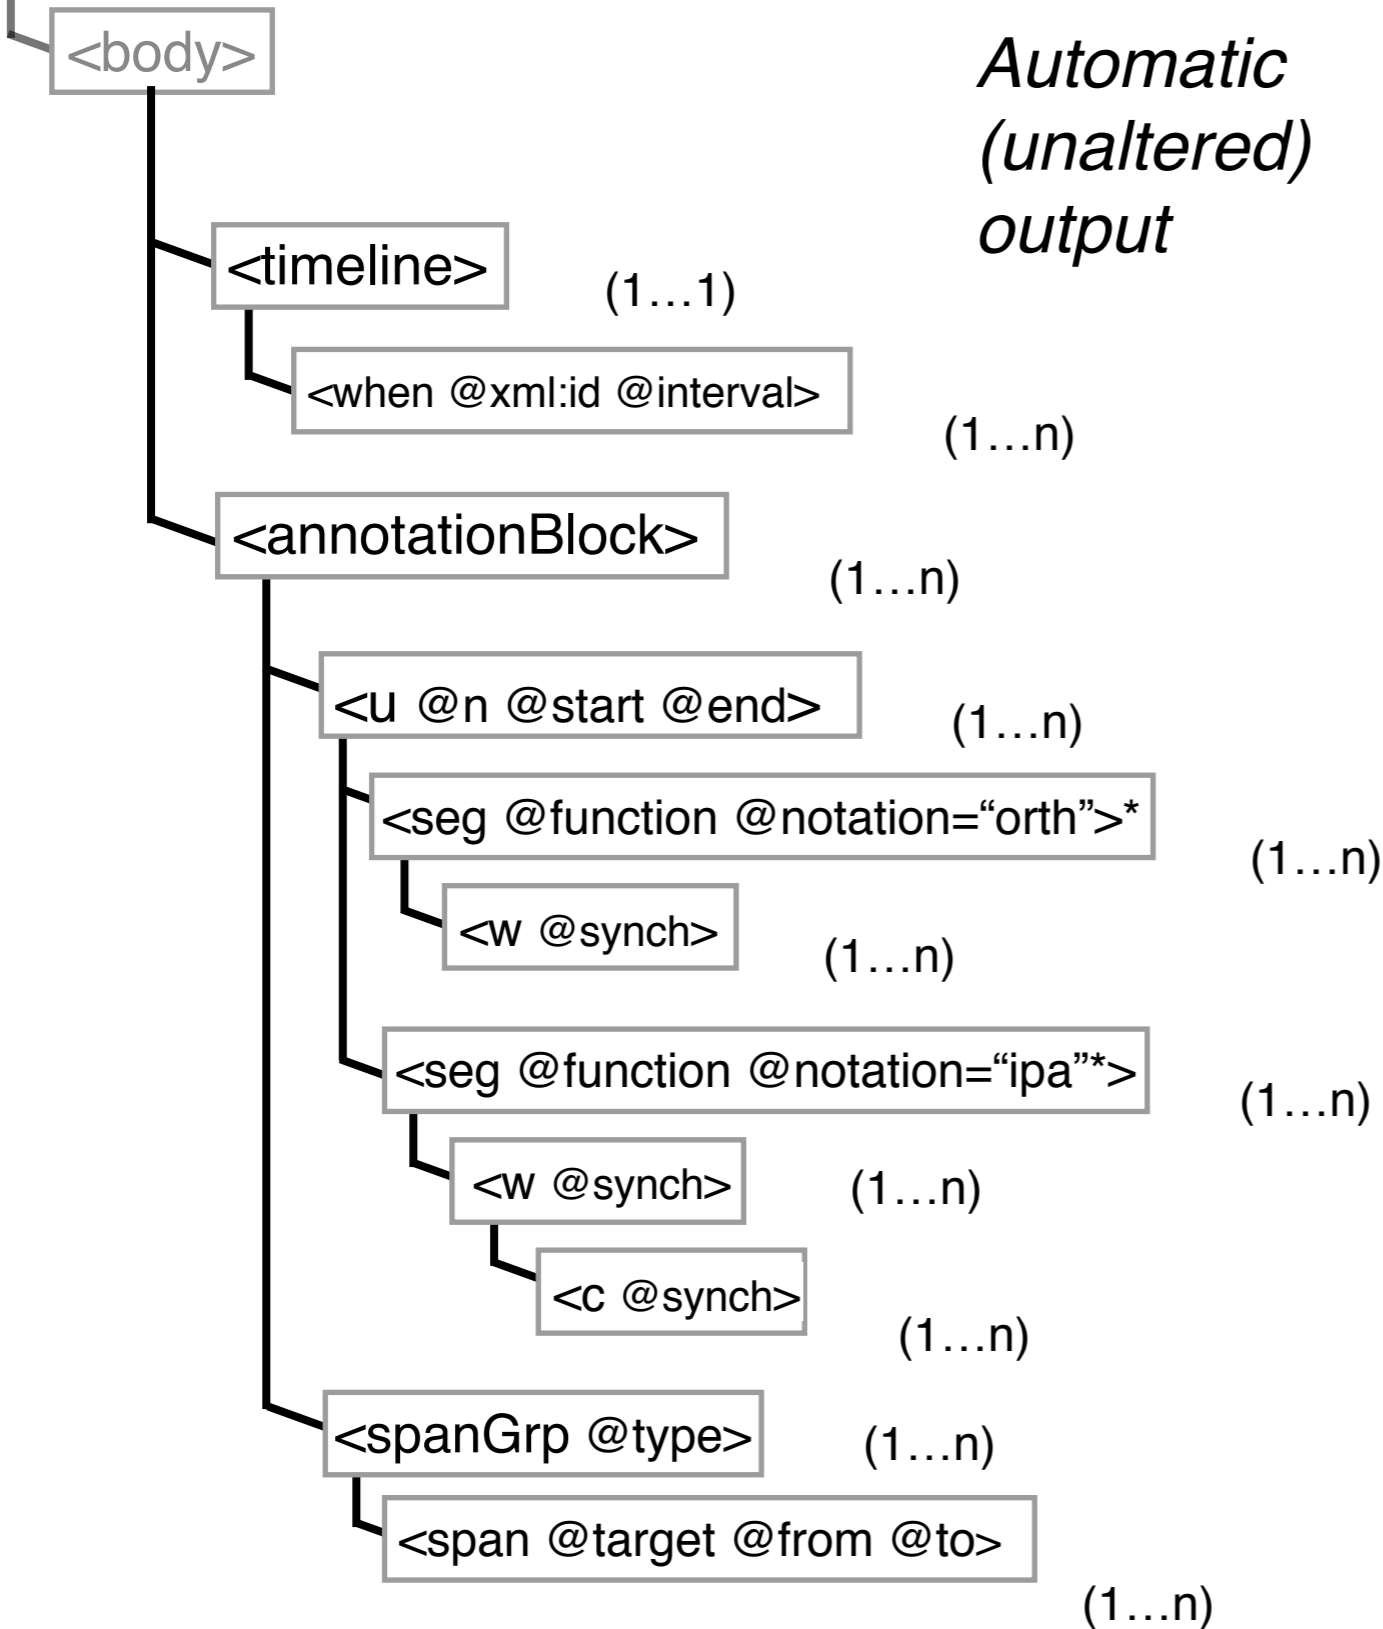 <body>
Automatic
(unaltered)
output
<timeline>
(1…1)
<when @xml:id @interval>
(1…n)
<annotationBlock>
(1…n)
<u @n @start @end>
(1…n)
<seg @function @notation=“orth”>*
(1…n)
<w @synch>
(1…n)
<seg @function @notation=“ipa”*>
(1…n)
<w @synch>
(1…n)
<c @synch>
(1…n)
<spanGrp @type>
(1…n)
<span @target @from @to>
(1…n)